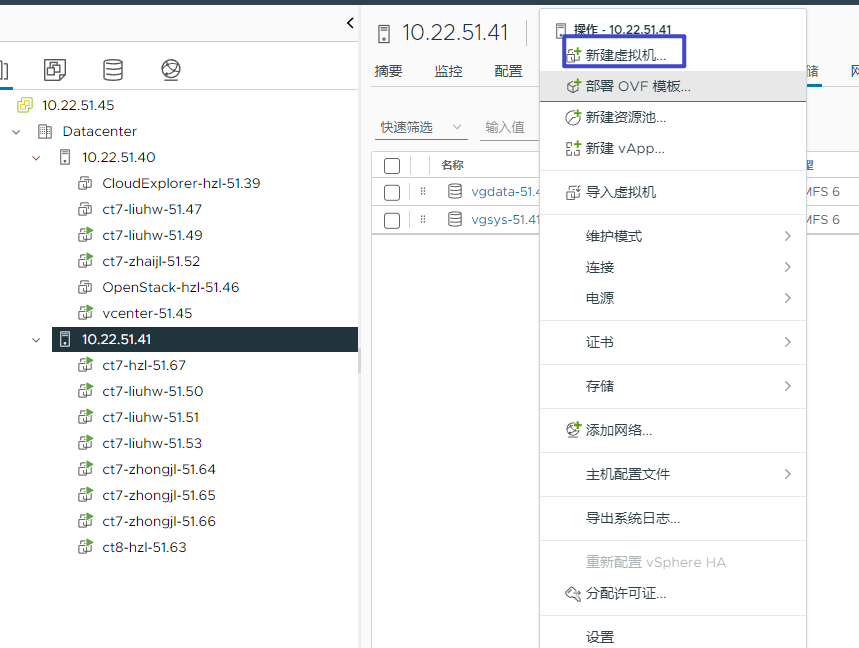 10.22.51.45
Datacenter
10.22.51.40
CloudExplorer-hzl-51.39
ct7-liuhw-51.47
ct7-liuhw-51.49
ct7-zhaijl-51.52
OpenStack-hzl-51.46
vcenter-51.45
10.22.51.41
ct7-hzl-51.67
ct7-liuhw-51.50
ct7-liuhw-51.51
ct7-liuhw-51.53
ct7-zhongjl-51.64
ct7-zhongjl-51.65
ct7-zhongjl-51.66
ct8-hzl-51.63
10.22.51.41
摘要 监控 配置
快速筛选 输入值
名称
vgdata-51.4
MFS 6
vgsys-51.41
MFS 6
操作 - 10.22.51.41
新建虚拟机...
部署 OVF 模板...
新建资源池...
新建 vApp...
导入虚拟机
维护模式
连接
电源
证书
存储
添加网络...
主机配置文件
导出系统日志...
重新配置 vSphere HA
分配许可证...
设置